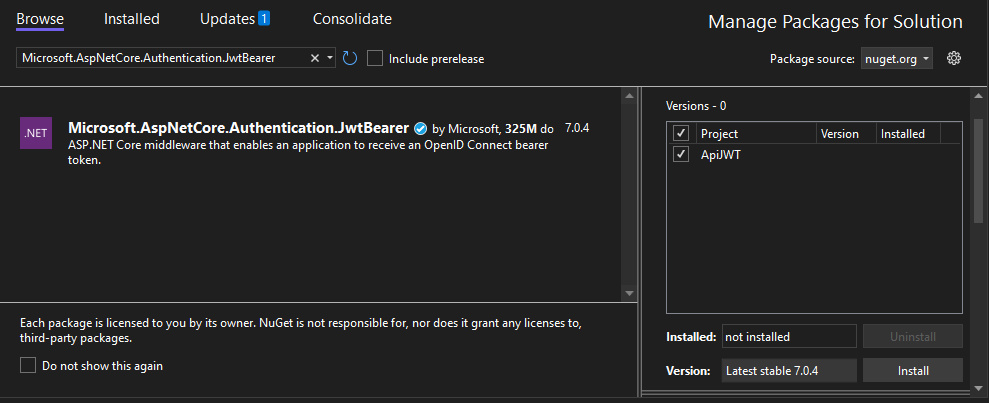 Browse Installed Updates 1 Consolidate Manage Packages for Solution
Microsoft.AspNetCore.Authentication.JwtBearer Include prerelease Package source: nuget.org
.NET Microsoft.AspNetCore.Authentication.JwtBearer by Microsoft, 325M do 7.0.4
ASP.NET Core middleware that enables an application to receive an OpenID Connect bearer
token.
Each package is licensed to you by its owner. NuGet is not responsible for, nor does it grant any licenses to,
third-party packages.
Do not show this again
Versions - 0
Project Version Installed
ApiJWT
Installed: not installed Uninstall
Version: Latest stable 7.0.4 Install